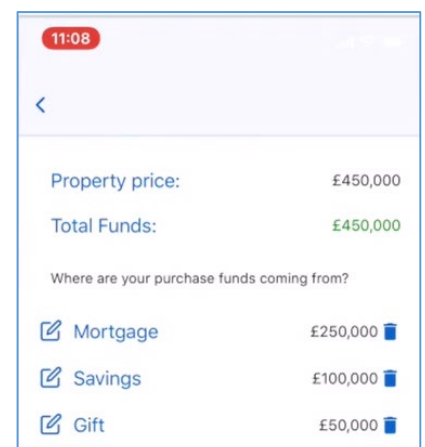 11:08
Property price: £450,000
Total Funds: £450,000
Where are your purchase funds coming from?
Mortgage £250,000
Savings £100,000
Gift £50,000